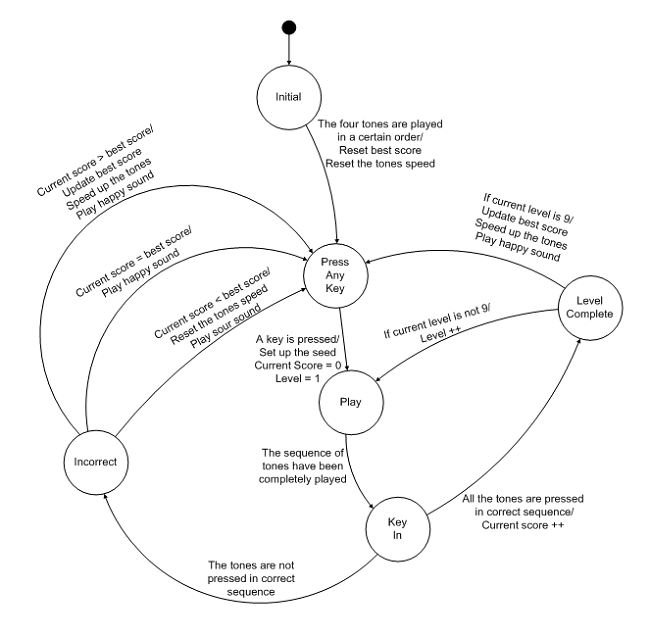 Initial
The four tones are played
in a certain order/
Reset best score
Reset the tones speed
Current score > best score/
Update best score
Speed up the tones
Play happy sound
Current score = best score/
Play happy sound
Current score < best score/
Reset the tones speed
Play sour sound
Press
Any
Key
If current level is 9/
Update best score
Speed up the tones
Play happy sound
Level
Complete
If current level is not 9/
Level ++
A key is pressed/
Set up the seed
Current Score = 0
Level = 1
Play
Incorrect
The sequence of
tones have been
completely played
All the tones are pressed
in correct sequence/
Current score ++
Key
In
The tones are not
pressed in correct
sequence